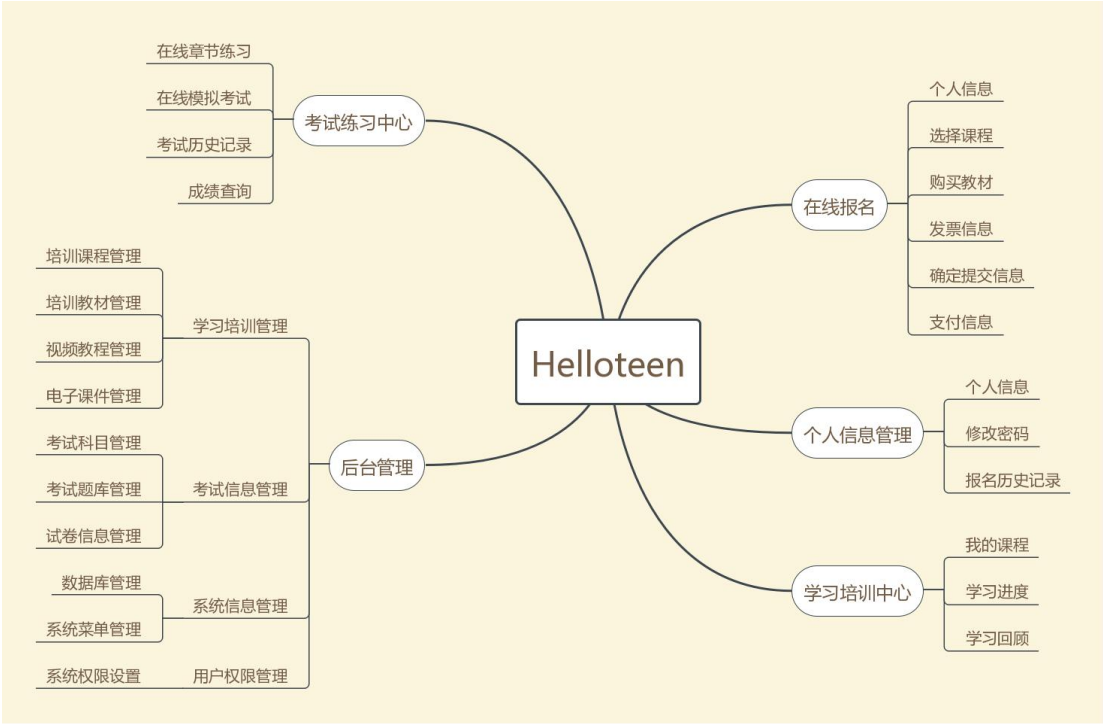 Helloteen
考试练习中心
在线章节练习
在线模拟考试
考试历史记录
成绩查询
在线报名
个人信息
选择课程
购买教材
发票信息
确定提交信息
支付信息
个人信息管理
个人信息
修改密码
报名历史记录
学习培训中心
我的课程
学习进度
学习回顾
后台管理
学习培训管理
培训课程管理
培训教材管理
视频教程管理
电子课件管理
考试信息管理
考试科目管理
考试题库管理
试卷信息管理
系统信息管理
数据库管理
系统菜单管理
用户权限管理
系统权限设置